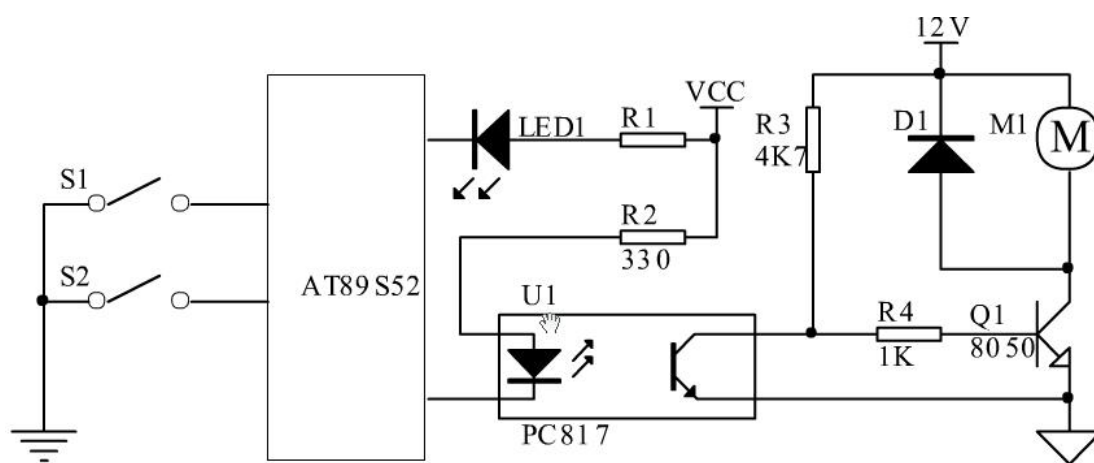 12V
VCC
LED1
R1
R3
4K7
D1
M1
M
S1
R2
330
S2
AT89S52
U1
R4
1K
Q1
8050
PC817